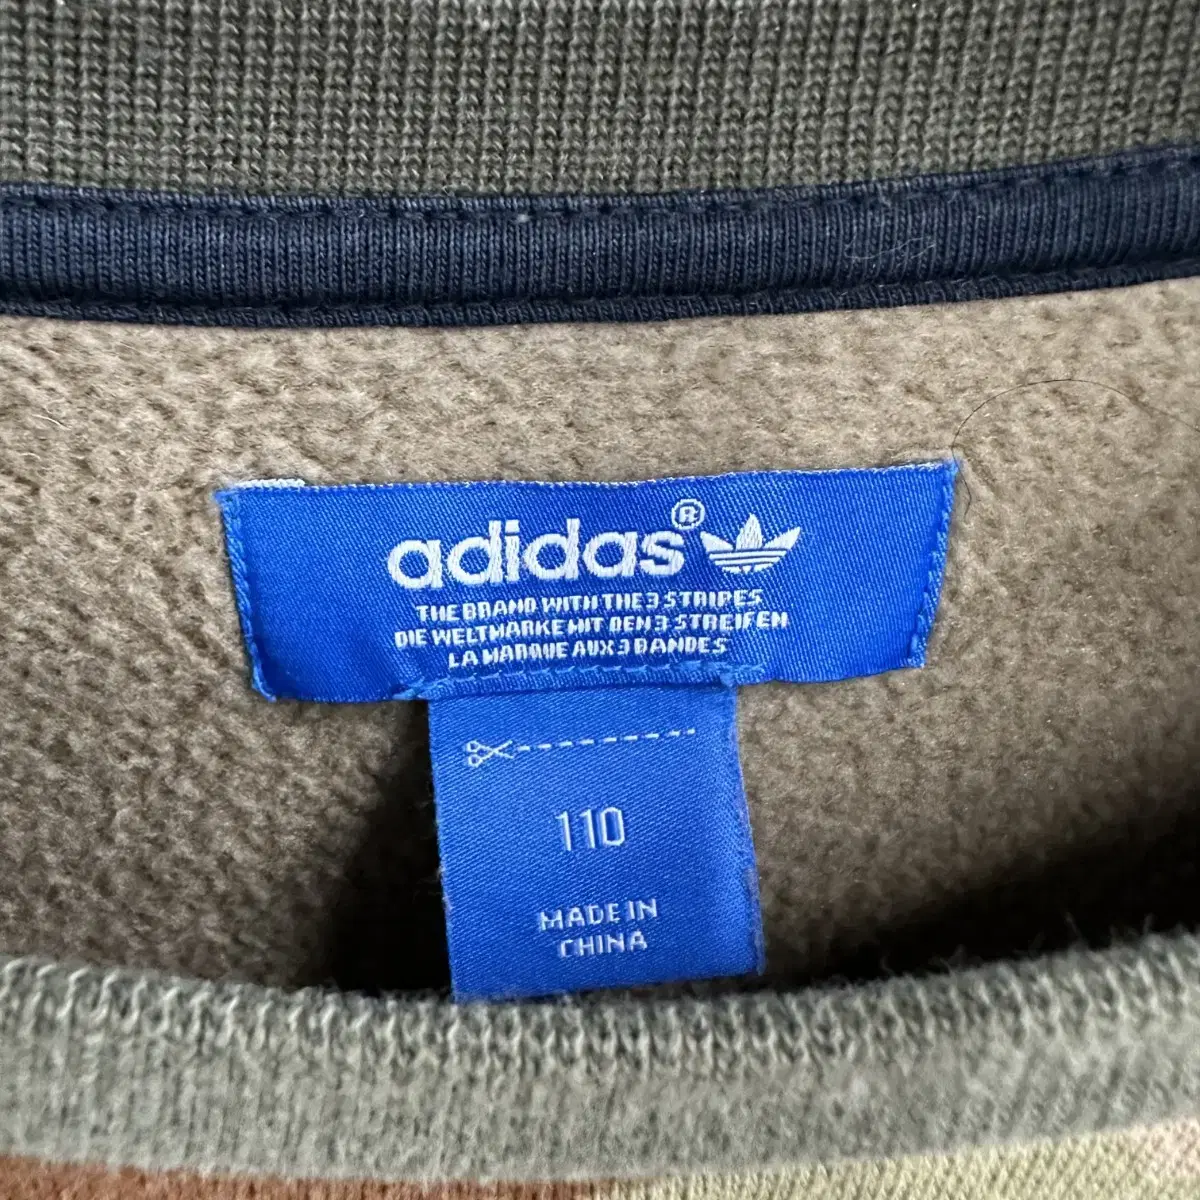 adidas®
THE BRAND WITH THE 3 STRIPES
DIE WELTMARKE MIT DEN 3 STREIFEN
LA MARQUE AUX 3 BANDES
110
MADE IN
CHINA